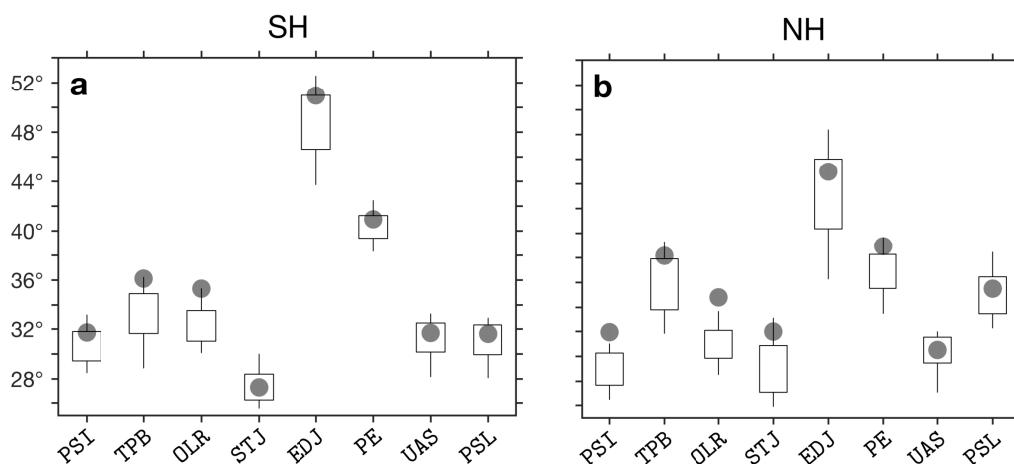 SH
NH
a
b
52°
48°
44°
40°
36°
32°
28°
PSI TPB OLR STJ EDJ PE UAS PSL
PSI TPB OLR STJ EDJ PE UAS PSL